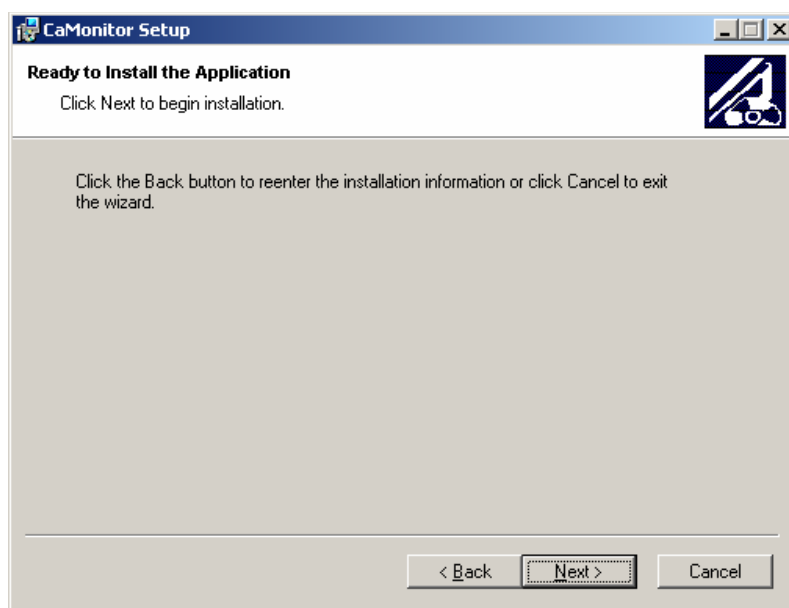 CaMonitor Setup
Ready to Install the Application
Click Next to begin installation.
Click the Back button to reenter the installation information or click Cancel to exit
the wizard.
< Back Next > Cancel